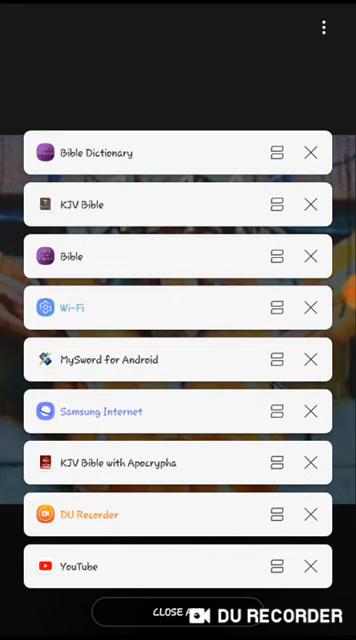 Bible Dictionary
KJV Bible
Bible
Wi-Fi
MySword for Android
Samsung Internet
KJV Bible with Apocrypha
DU Recorder
YouTube
CLOSE
DU RECORDER